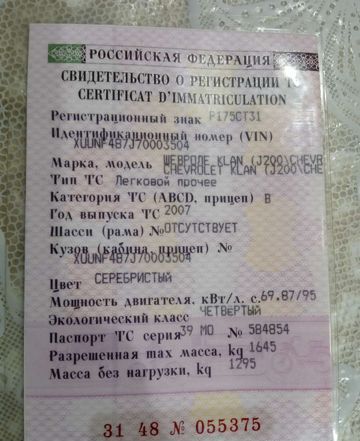 РОССИЙСКАЯ ФЕДЕРАЦИЯ
СВИДЕТЕЛЬСТВО О РЕГИСТРАЦИИ ТС
CERTIFICAT D'IMMATRICULATION
Регистрационный знак Р175СТ31
Идентификационный номер (VIN)
XUUNF487J70003504
Марка, модель ШЕВРОЛЕ KLAN (J200)\CHEVR
CHEVROLET KLAN (J200)\CHE
Тип ТС Легковой прочее
Категория ТС (ABCD, прицеп) B
Год выпуска ТС 2007
Шасси (рама) № ОТСУТСТВУЕТ
Кузов (кабина, прицеп) №
XUUNF487J70003504
Цвет СЕРЕБРИСТЫЙ
Мощность двигателя, кВт/л. с. 69.87/95
Экологический класс ЧЕТВЕРТЫЙ
Паспорт ТС серия 39 МО № 584854
Разрешенная max масса, kg 1645
Масса без нагрузки, kg 1295
31 48 № 055375